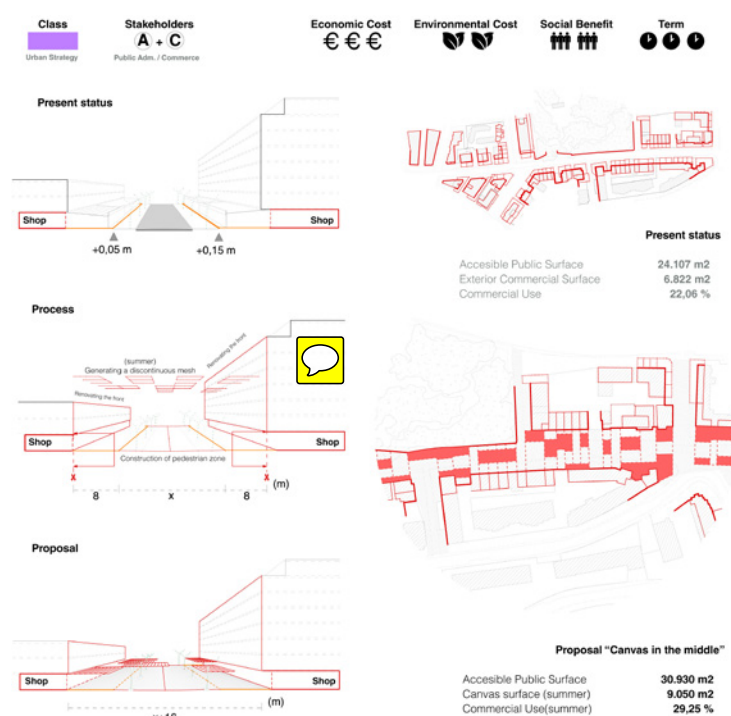 Class
Stakeholders
Economic Cost
Environmental Cost
Social Benefit
Term
A + C
€ € €
Urban Strategy
Public Adm. / Commerce
Present status
Shop
Shop
+0,05 m
+0,15 m
Present status
Accesible Public Surface 24.107 m2
Exterior Commercial Surface 6.822 m2
Commercial Use 22,06 %
Process
(summer)
Generating a discontinuous mesh
Renovating the front
Renovating the front
Shop
Shop
Construction of pedestrian zone
x
x
(m)
8
x
8
Proposal
Shop
Shop
(m)
Proposal “Canvas in the middle”
Accesible Public Surface 30.930 m2
Canvas surface (summer) 9.050 m2
Commercial Use(summer) 29,25 %